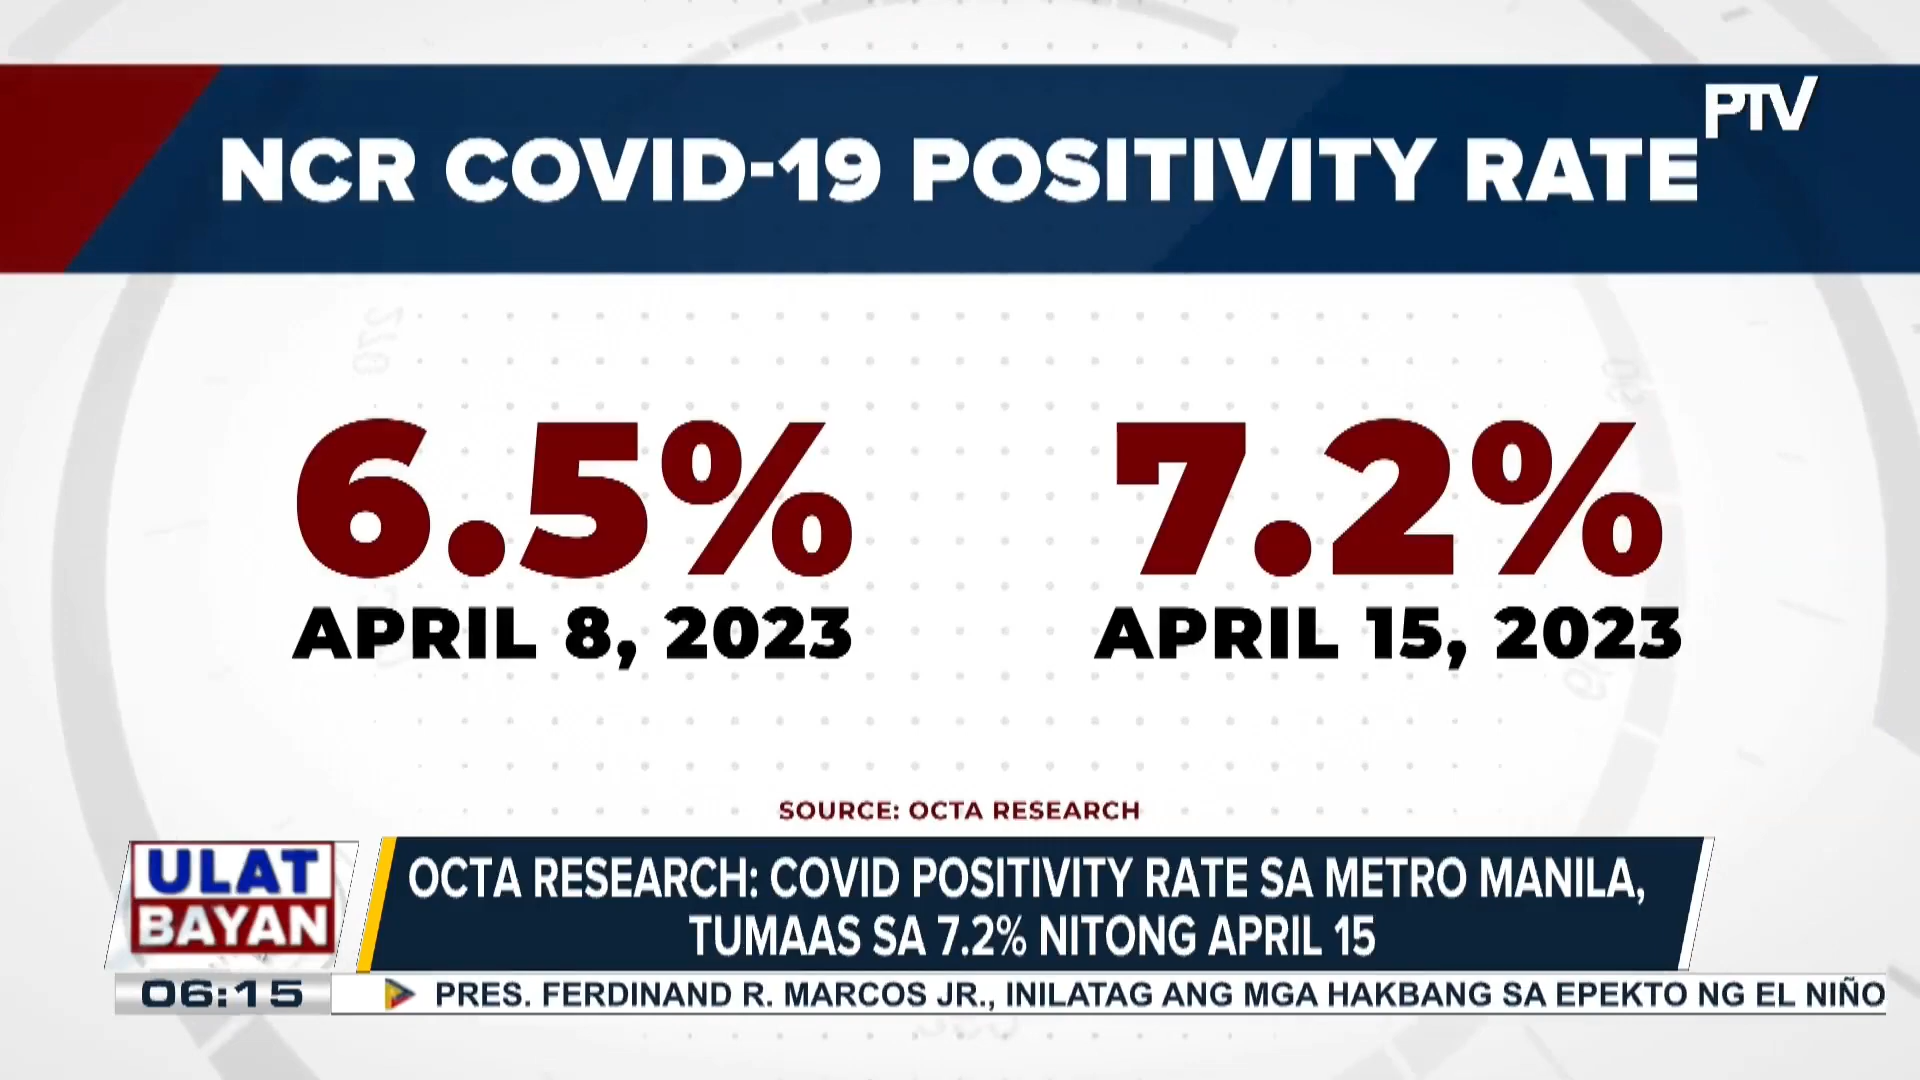 PTV
NCR COVID-19 POSITIVITY RATE
6.5%
APRIL 8, 2023
7.2%
APRIL 15, 2023
SOURCE: OCTA RESEARCH
ULAT
BAYAN
OCTA RESEARCH: COVID POSITIVITY RATE SA METRO MANILA,
TUMAAS SA 7.2% NITONG APRIL 15
06:15
PRES. FERDINAND R. MARCOS JR., INILATAG ANG MGA HAKBANG SA EPEKTO NG EL NIÑO